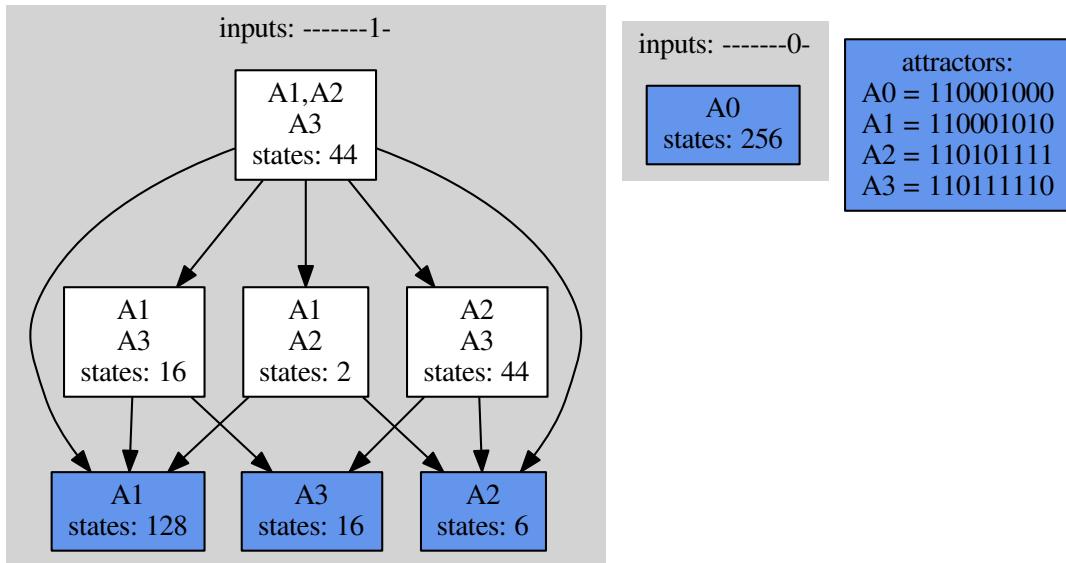 inputs: -------1-
A1,A2
A3
states: 44
A1
A3
states: 16
A1
A2
states: 2
A2
A3
states: 44
A1
states: 128
A3
states: 16
A2
states: 6
inputs: -------0-
A0
states: 256
attractors:
A0 = 110001000
A1 = 110001010
A2 = 110101111
A3 = 110111110